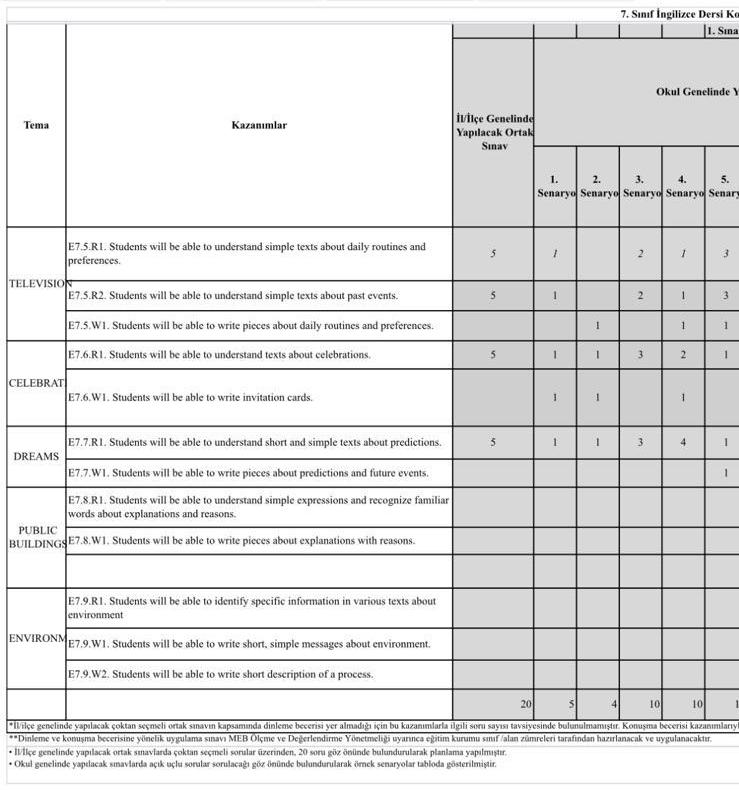 7. Sınıf İngilizce Dersi Ko
1. Sına
Okul Genelinde Y
Tema
Kazanımlar
İl/İlçe Genelinde
Yapılacak Ortak
Sınav
1. 2. 3. 4. 5.
Senaryo Senaryo Senaryo Senaryo Senary
TELEVISION
E7.5.R1. Students will be able to understand simple texts about daily routines and
preferences.
5 1 2 1 3
E7.5.R2. Students will be able to understand simple texts about past events. 5 1 2 1 3
E7.5.W1. Students will be able to write pieces about daily routines and preferences. 1 1 1
CELEBRAT
E7.6.R1. Students will be able to understand texts about celebrations. 5 1 1 3 2 1
E7.6.W1. Students will be able to write invitation cards. 1 1 1
DREAMS
E7.7.R1. Students will be able to understand short and simple texts about predictions. 5 1 1 3 4 1
E7.7.W1. Students will be able to write pieces about predictions and future events. 1
PUBLIC
BUILDINGS
E7.8.R1. Students will be able to understand simple expressions and recognize familiar
words about explanations and reasons.
E7.8.W1. Students will be able to write pieces about explanations with reasons.
ENVIRONM
E7.9.R1. Students will be able to identify specific information in various texts about
environment
E7.9.W1. Students will be able to write short, simple messages about environment.
E7.9.W2. Students will be able to write short description of a process.
20 5 4 10 10 1
*İl/ilçe genelinde yapılacak çoktan seçmeli ortak sınavın kapsamında dinleme becerisi yer almadığı için bu kazanımlarla ilgili soru sayısı tavsiyesinde bulunulmamıştır. Konuşma becerisi kazanımlarıyl
**Dinleme ve konuşma becerisine yönelik uygulama sınavı MEB Ölçme ve Değerlendirme Yönetmeliği uyarınca eğitim kurumu sınıf /alan zümreleri tarafından hazırlanacak ve uygulanacaktır.
• İl/İlçe genelinde yapılacak ortak sınavlarda çoktan seçmeli sorular üzerinden, 20 soru göz önünde bulundurularak planlama yapılmıştır.
• Okul genelinde yapılacak sınavlarda açık uçlu sorular sorulacağı göz önünde bulundurularak örnek senaryolar tabloda gösterilmiştir.